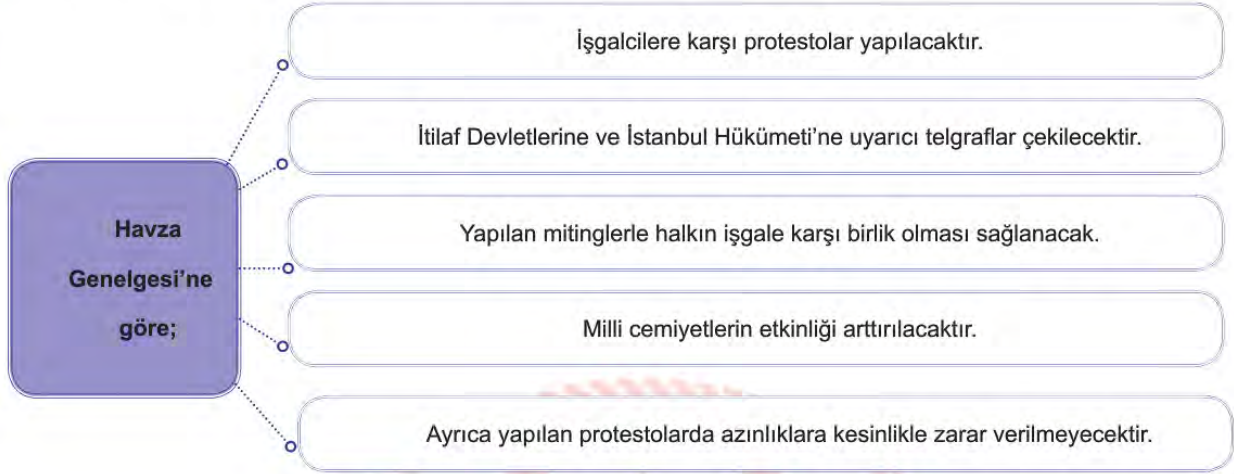 İşgalcilere karşı protestolar yapılacaktır.
İtilaf Devletlerine ve İstanbul Hükümeti’ne uyarıcı telgraflar çekilecektir.
Havza
Genelgesi’ne
göre;
Yapılan mitinglerle halkın işgale karşı birlik olması sağlanacak.
Milli cemiyetlerin etkinliği arttırılacaktır.
Ayrıca yapılan protestolarda azınlıklara kesinlikle zarar verilmeyecektir.